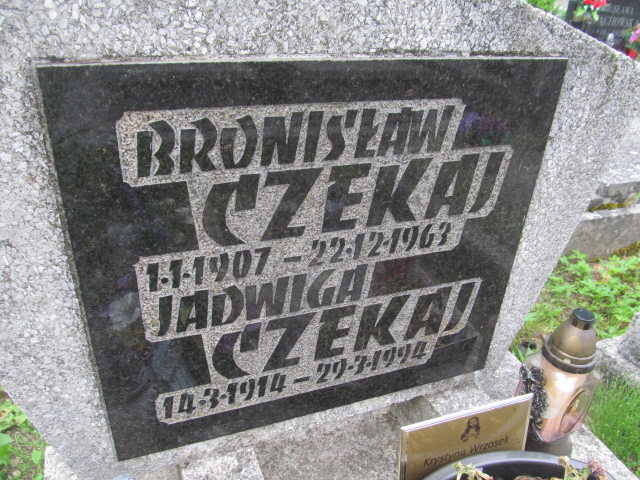 BRONISŁAW
CZEKAJ
1·1·1907 – 22·12·1963
JADWIGA
CZEKAJ
14·3·1914 – 29·3·1994
Krystyna Wrzosek